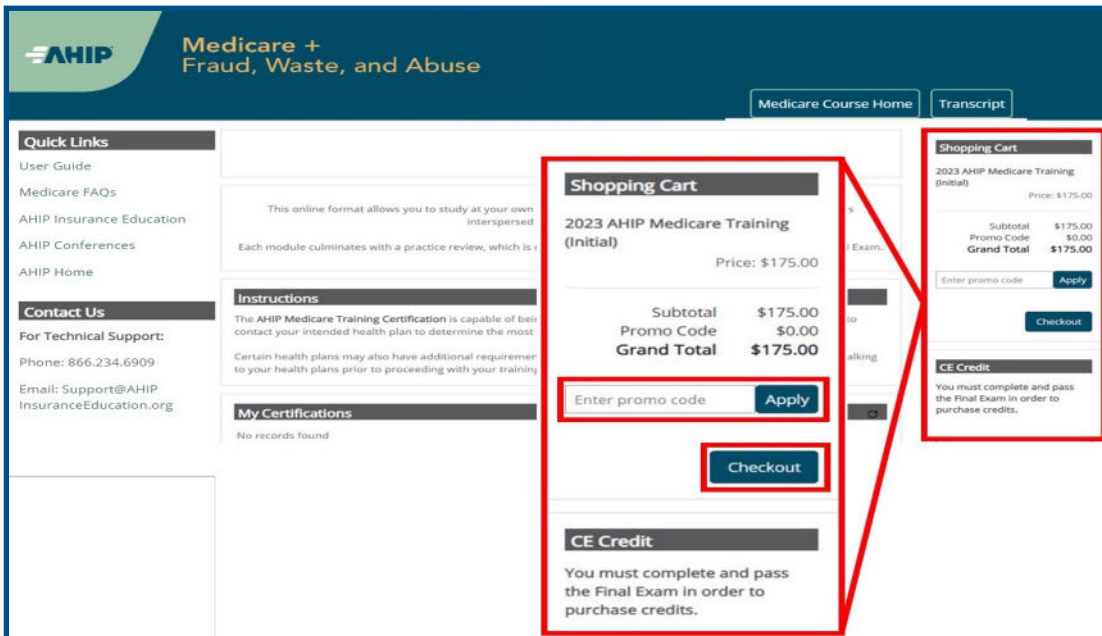 AHIP
Medicare +
Fraud, Waste, and Abuse
Medicare Course Home
Transcript
Quick Links
User Guide
Medicare FAQs
AHIP Insurance Education
AHIP Conferences
AHIP Home
Contact Us
For Technical Support:
Phone: 866.234.6909
Email: Support@AHIP
InsuranceEducation.org
This online format allows you to study at your own
s
interspersed
Each module culminates with a practice review, which is
l Exam.
Instructions
The AHIP Medicare Training Certification is capable of bei
to
contact your intended health plan to determine the most
Certain health plans may also have additional requiremen
alking
to your health plans prior to proceeding with your training
My Certifications
No records found
Shopping Cart
2023 AHIP Medicare Training
(Initial)
Price: $175.00
Subtotal $175.00
Promo Code $0.00
Grand Total $175.00
Enter promo code Apply
Checkout
CE Credit
You must complete and pass
the Final Exam in order to
purchase credits.
Shopping Cart
2023 AHIP Medicare Training
(Initial)
Price: $175.00
Subtotal $175.00
Promo Code $0.00
Grand Total $175.00
Enter promo code Apply
Checkout
CE Credit
You must complete and pass
the Final Exam in order to
purchase credits.